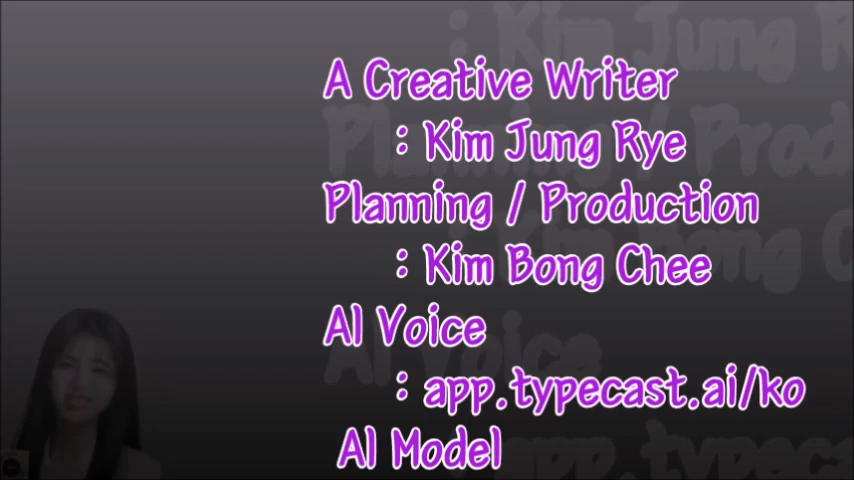 A Creative Writer
: Kim Jung Rye
Planning / Production
: Kim Bong Chee
AI Voice
: app.typecast.ai/ko
AI Model